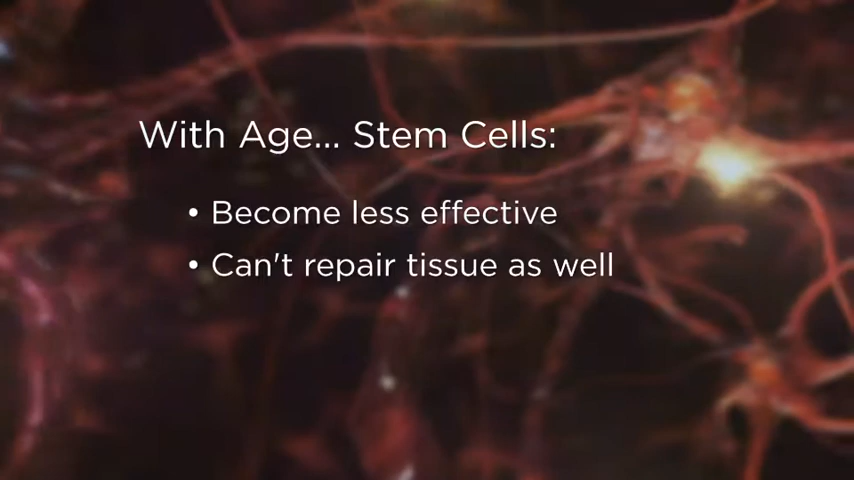 With Age... Stem Cells:
• Become less effective
• Can't repair tissue as well